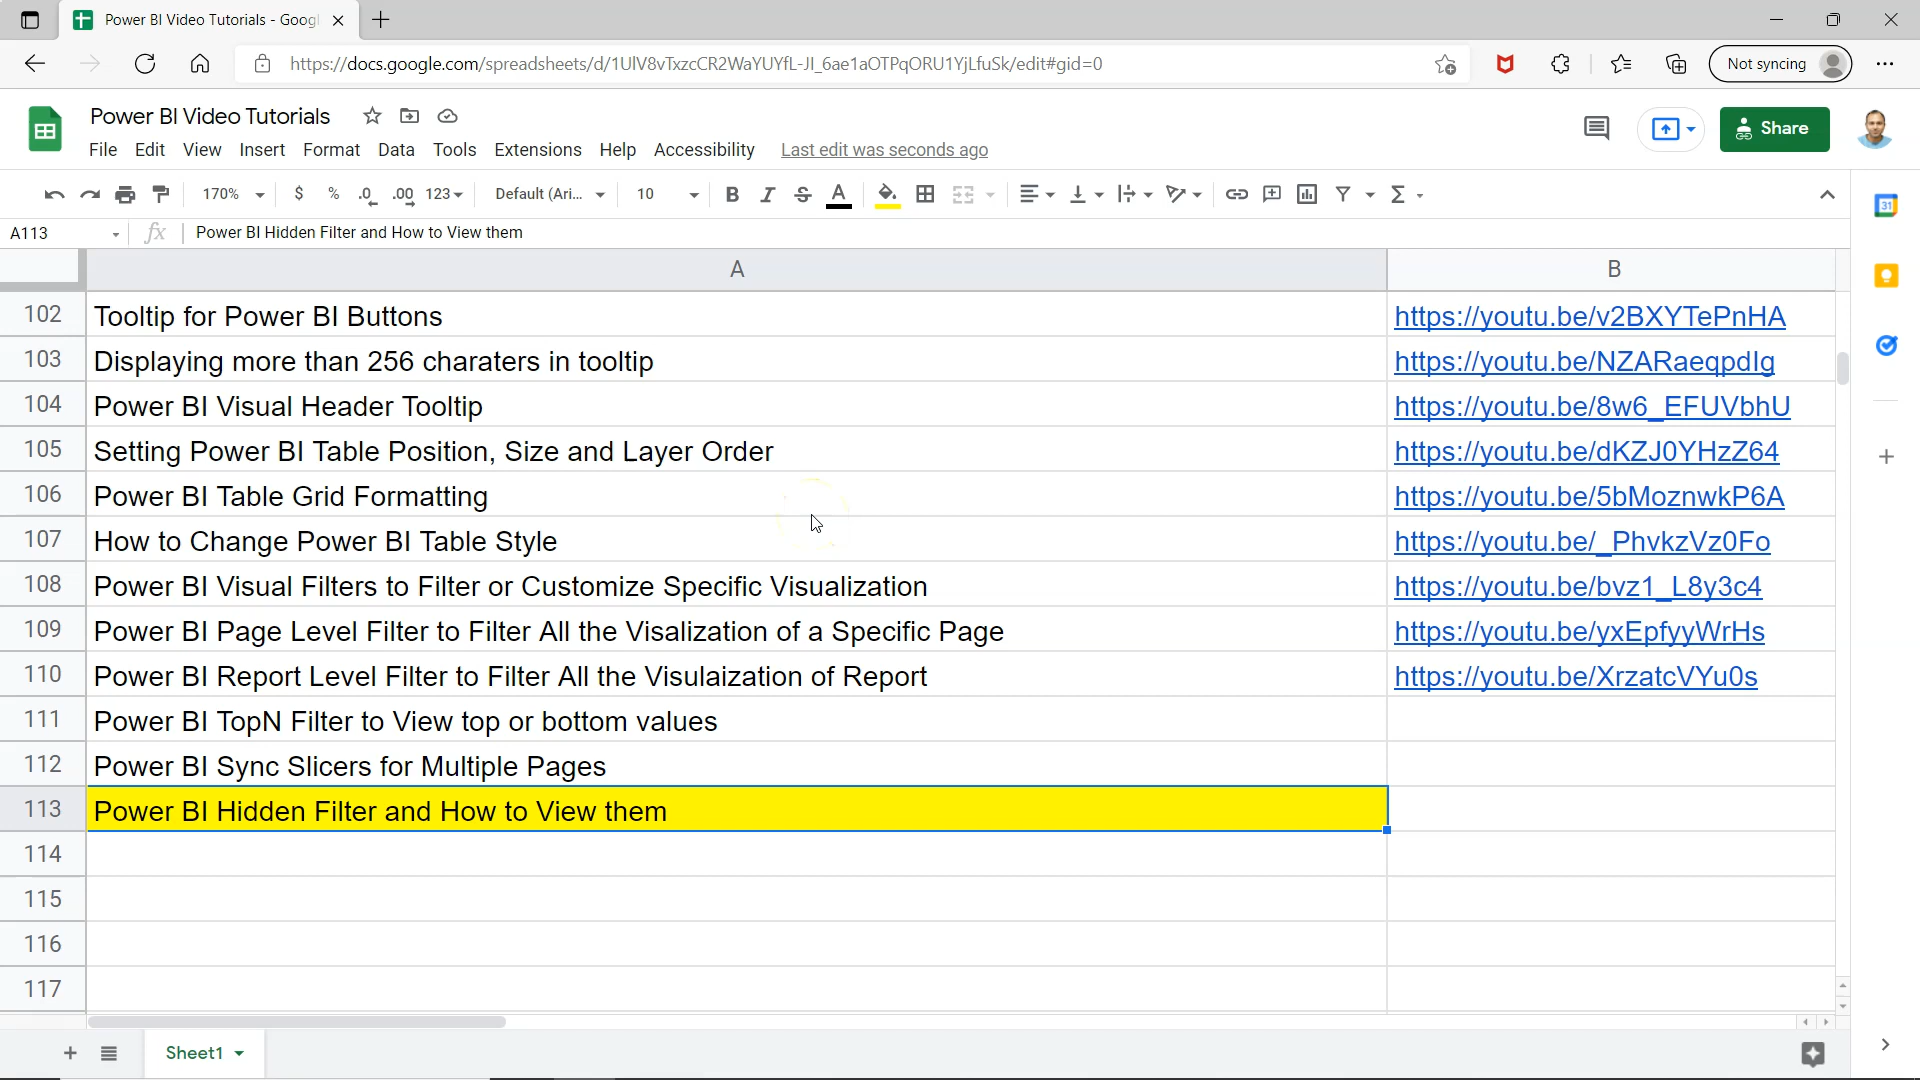 Power BI Video Tutorials - Googl
https://docs.google.com/spreadsheets/d/1UlV8vTxzcCR2WaYUYfL-JI_6ae1aOTPqORU1YjLfuSk/edit#gid=0
Not syncing
Power BI Video Tutorials
File Edit View Insert Format Data Tools Extensions Help Accessibility Last edit was seconds ago
Share
170% $ % .0 .00 123 Default (Ari... 10 B I S A
31
A113 fx Power BI Hidden Filter and How to View them
A B
102 Tooltip for Power BI Buttons https://youtu.be/v2BXYTePnHA
103 Displaying more than 256 charaters in tooltip https://youtu.be/NZARaeqpdlg
104 Power BI Visual Header Tooltip https://youtu.be/8w6_EFUVbhU
105 Setting Power BI Table Position, Size and Layer Order https://youtu.be/dKZJ0YHzZ64
106 Power BI Table Grid Formatting https://youtu.be/5bMoznwkP6A
107 How to Change Power BI Table Style https://youtu.be/_PhvkzVz0Fo
108 Power BI Visual Filters to Filter or Customize Specific Visualization https://youtu.be/bvz1_L8y3c4
109 Power BI Page Level Filter to Filter All the Visalization of a Specific Page https://youtu.be/yxEpfyyWrHs
110 Power BI Report Level Filter to Filter All the Visulaization of Report https://youtu.be/XrzatcVYu0s
111 Power BI TopN Filter to View top or bottom values
112 Power BI Sync Slicers for Multiple Pages
113 Power BI Hidden Filter and How to View them
114
115
116
117
Sheet1